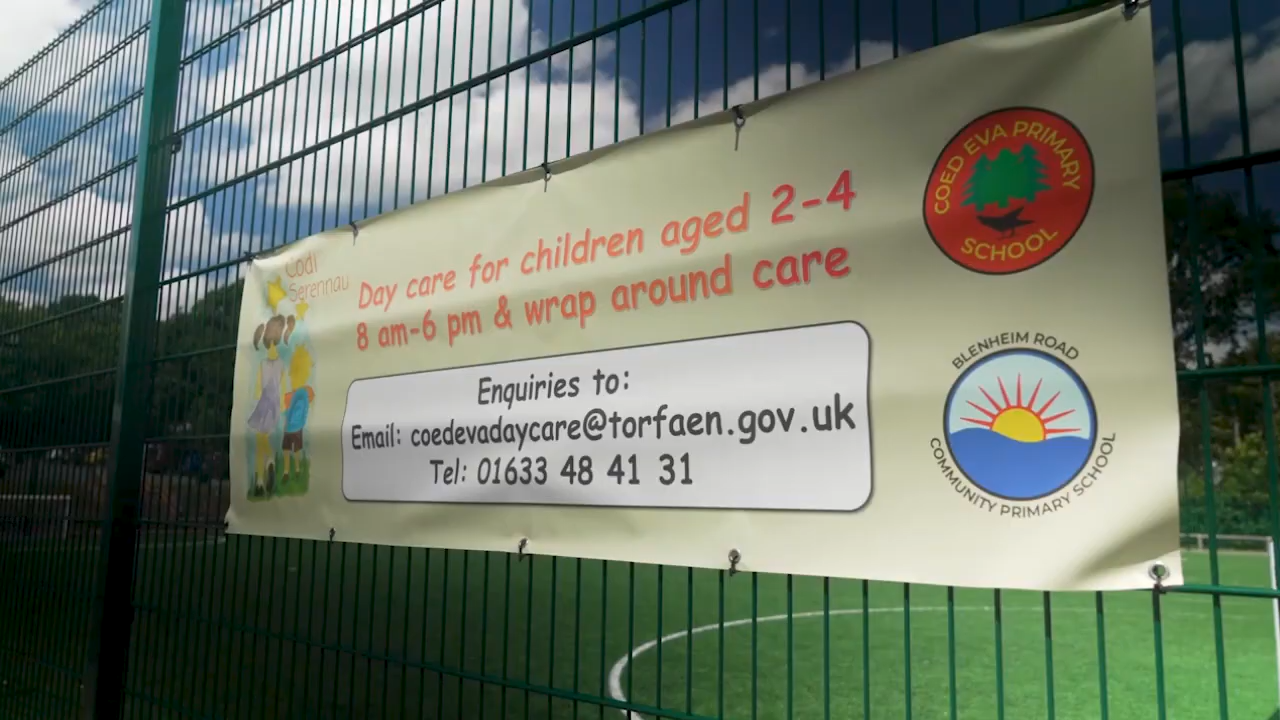 Codi
Serennau
Day care for children aged 2-4
8 am-6 pm & wrap around care
Enquiries to:
Email: coedevadaycare@torfaen.gov.uk
Tel: 01633 48 41 31
COED EVA PRIMARY
SCHOOL
BLENHEIM ROAD
COMMUNITY PRIMARY SCHOOL